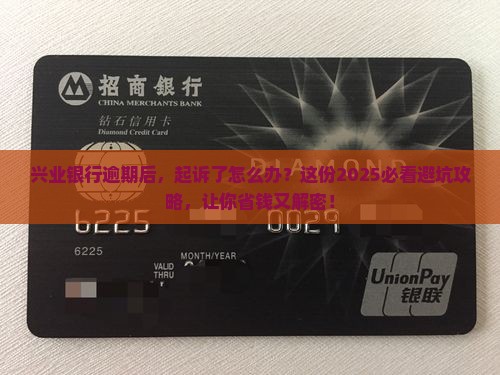 招商銀行
CHINA MERCHANTS BANK
钻石信用卡
Diamond Credit Card
DIAMOND
兴业银行逾期后，起诉了怎么办？这份2025必看避坑攻
略，让你省钱又解密！
6225 0029
6225
MONTH/YEAR
VALID
THRU
UnionPay
银联